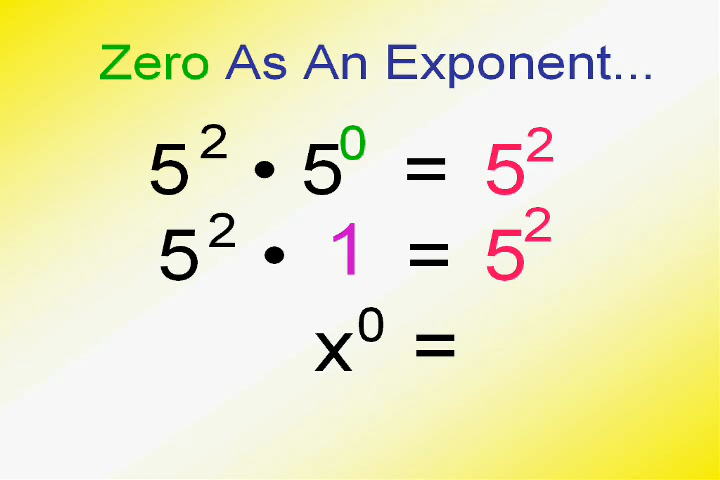 Zero As An Exponent...
5² • 5⁰ = 5²
5² • 1 = 5²
x⁰ =